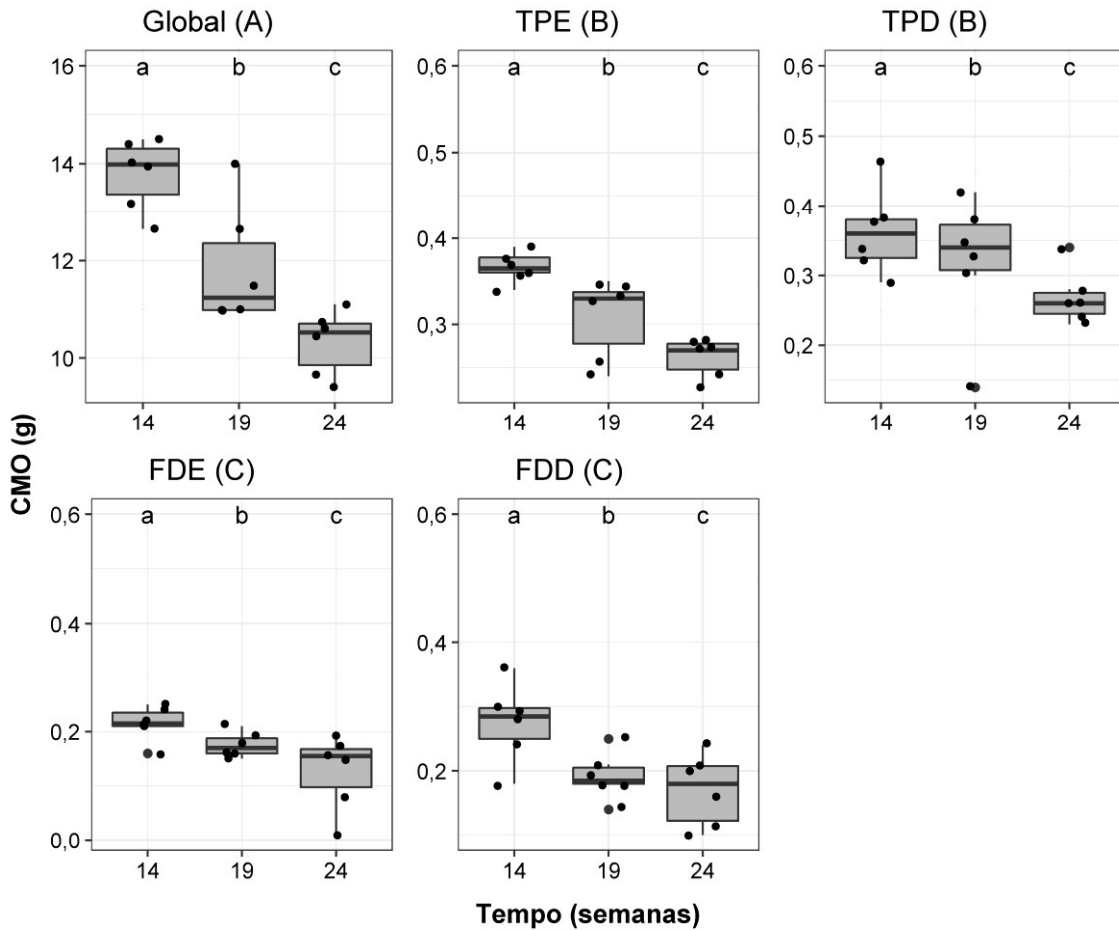 Global (A)
TPE (B)
TPD (B)
16
14
12
10
a
b
c
14
19
24
0,6
0,5
0,4
0,3
a
b
c
14
19
24
0,6
0,5
0,4
0,3
0,2
a
b
c
14
19
24
CMO (g)
FDE (C)
FDD (C)
0,6
0,4
0,2
0,0
a
b
c
14
19
24
0,6
0,4
0,2
a
b
c
14
19
24
Tempo (semanas)